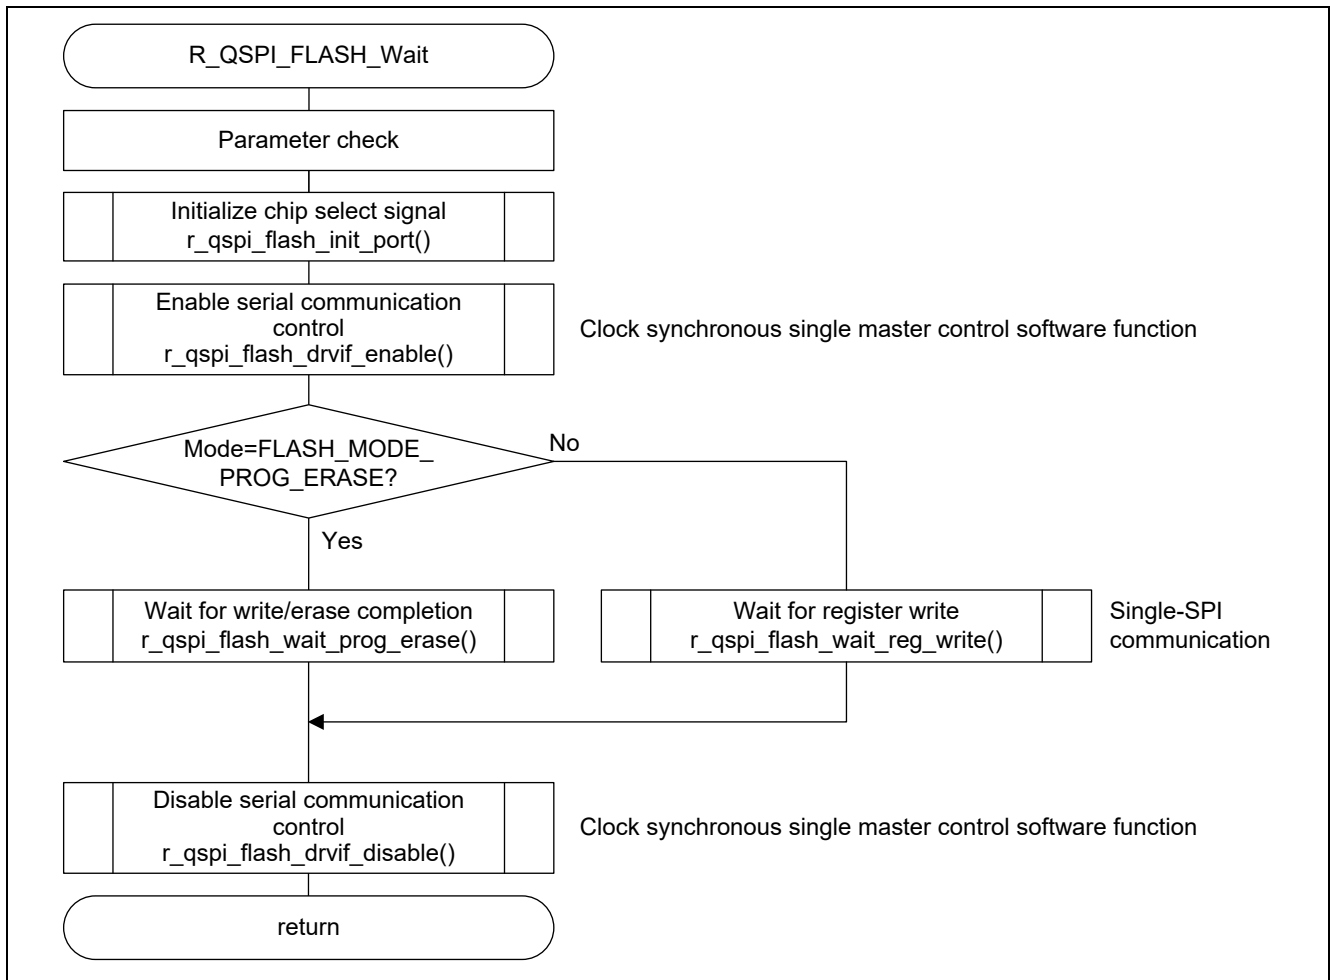 R_QSPI_FLASH_Wait
Parameter check
Initialize chip select signal
r_qspi_flash_init_port()
Enable serial communication
control
r_qspi_flash_drvif_enable()
Clock synchronous single master control software function
Mode=FLASH_MODE_
PROG_ERASE?
No
Yes
Wait for write/erase completion
r_qspi_flash_wait_prog_erase()
Wait for register write
r_qspi_flash_wait_reg_write()
Single-SPI
communication
Disable serial communication
control
r_qspi_flash_drvif_disable()
Clock synchronous single master control software function
return